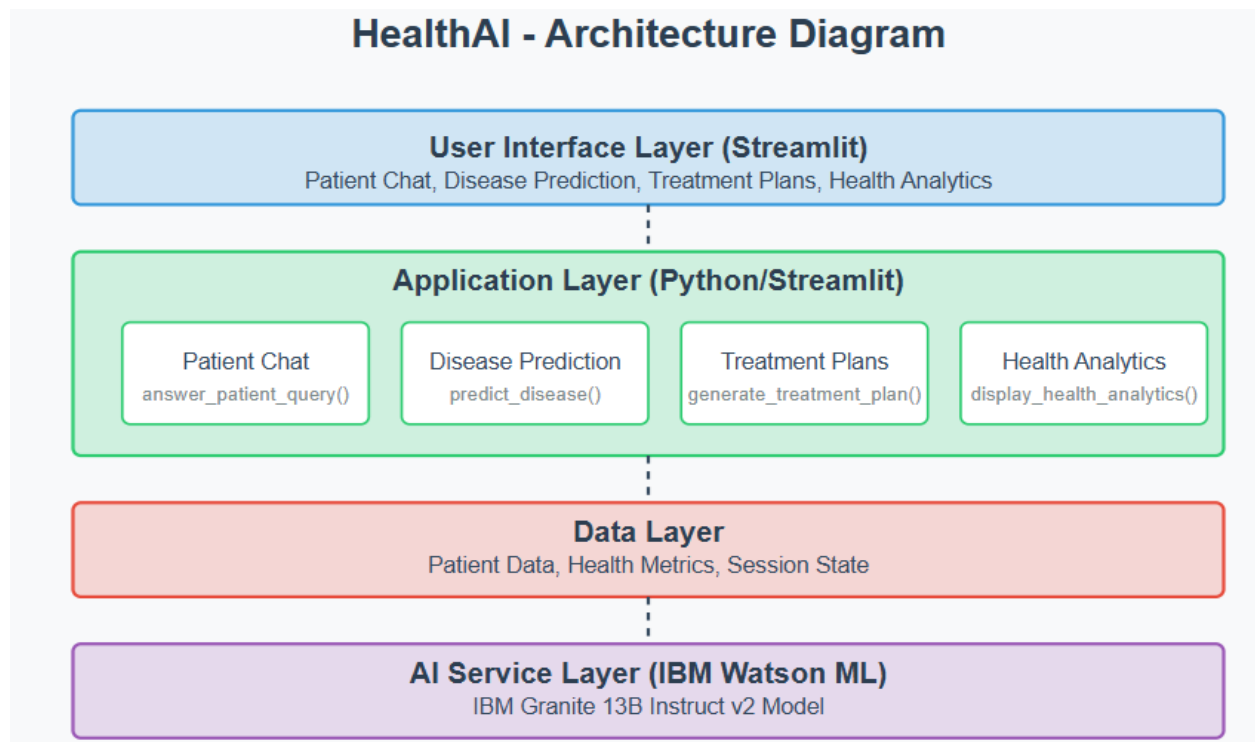 HealthAI - Architecture Diagram
User Interface Layer (Streamlit)
Patient Chat, Disease Prediction, Treatment Plans, Health Analytics
Application Layer (Python/Streamlit)
Patient Chat
answer_patient_query()
Disease Prediction
predict_disease()
Treatment Plans
generate_treatment_plan()
Health Analytics
display_health_analytics()
Data Layer
Patient Data, Health Metrics, Session State
AI Service Layer (IBM Watson ML)
IBM Granite 13B Instruct v2 Model